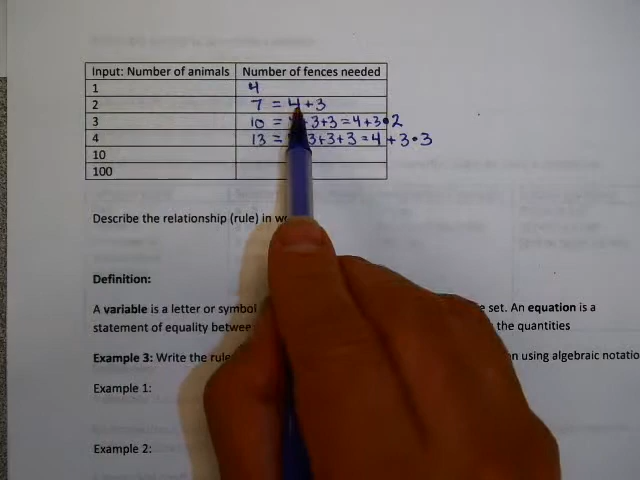 Input: Number of animals Number of fences needed
1 4
2 7 = 4+3
3 10 = + 3+3 = 4+3•2
4 13 = 3+3+3 = 4 + 3•3
10
100
Describe the relationship (rule) in
Definition:
A variable is a letter or symbol set. An equation is a
statement of equality the quantities
Example 3: Write the using algebraic
Example 1:
Example 2: